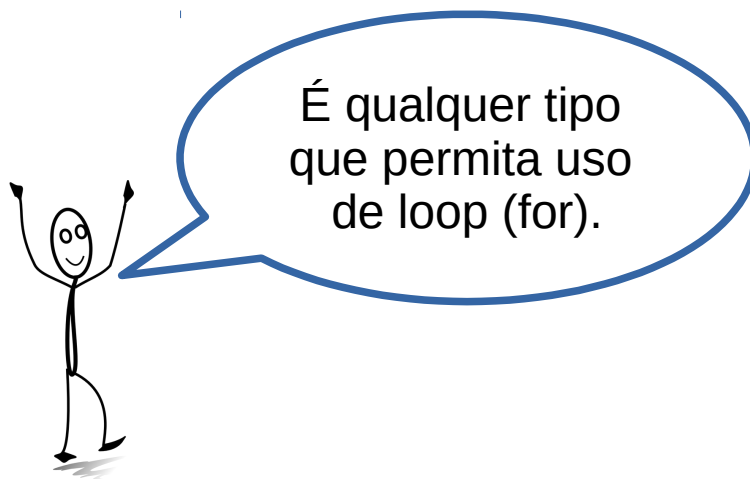 É qualquer tipo
que permita uso
de loop (for).